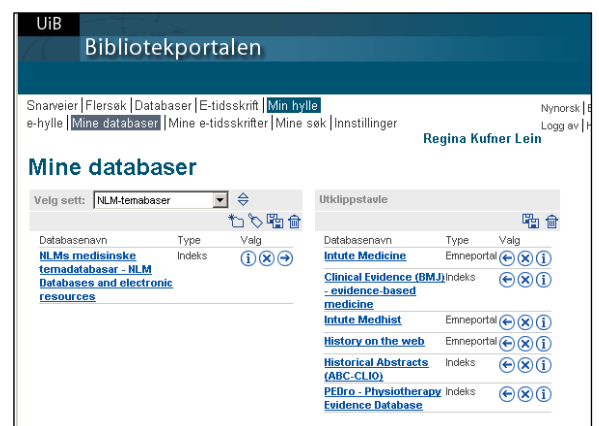 UiB
Bibliotekportalen
Snarveier | Flersøk | Databaser | E-tidsskrift | Min hylle
Nynorsk |
e-hylle | Mine databaser | Mine e-tidsskrifter | Mine søk | Innstillinger
Logg av |
Regina Kufner Lein
Mine databaser
Velg sett: NLM-temabaser
Utklippstavle
Databasenavn Type Valg
NLMs medisinske Indeks
temadatabasar - NLM
Databases and electronic
resources
Databasenavn Type Valg
Intute Medicine Emneportal
Clinical Evidence (BMJ) Indeks
- evidence-based
medicine
Intute Medhist Emneportal
History on the web Emneportal
Historical Abstracts Indeks
(ABC-CLIO)
PEDro - Physiotherapy Indeks
Evidence Database